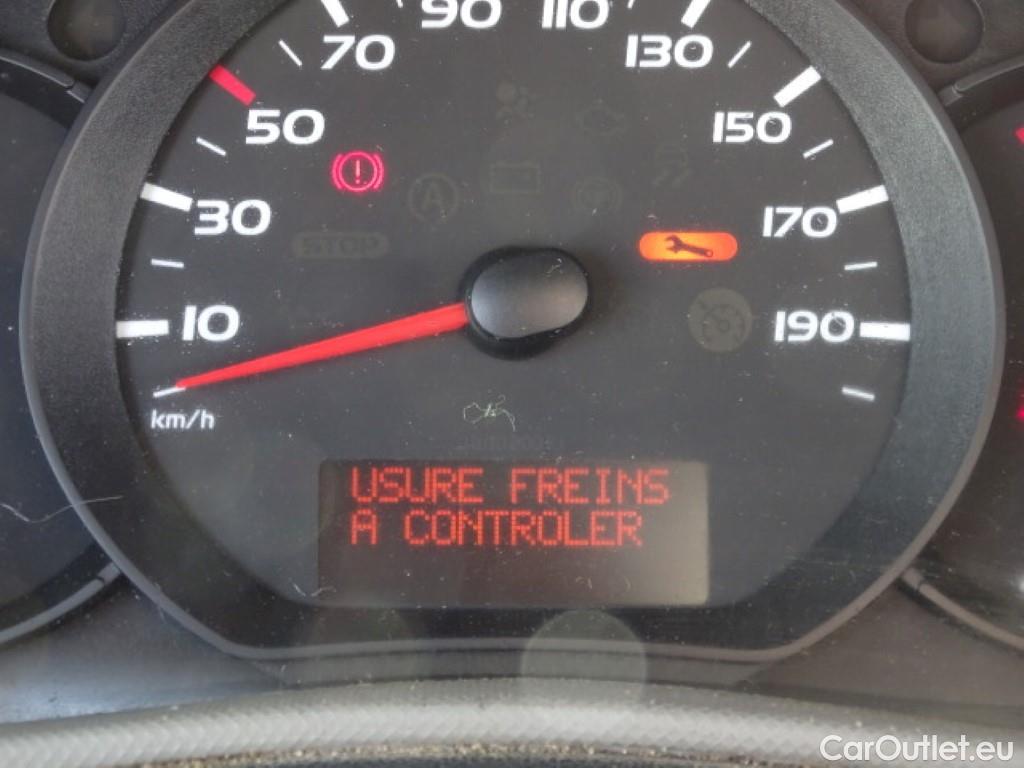 90 110
70 130
50 150
30 170
STOP
10 190
km/h
USURE FREINS
A CONTROLER
CarOutlet.eu